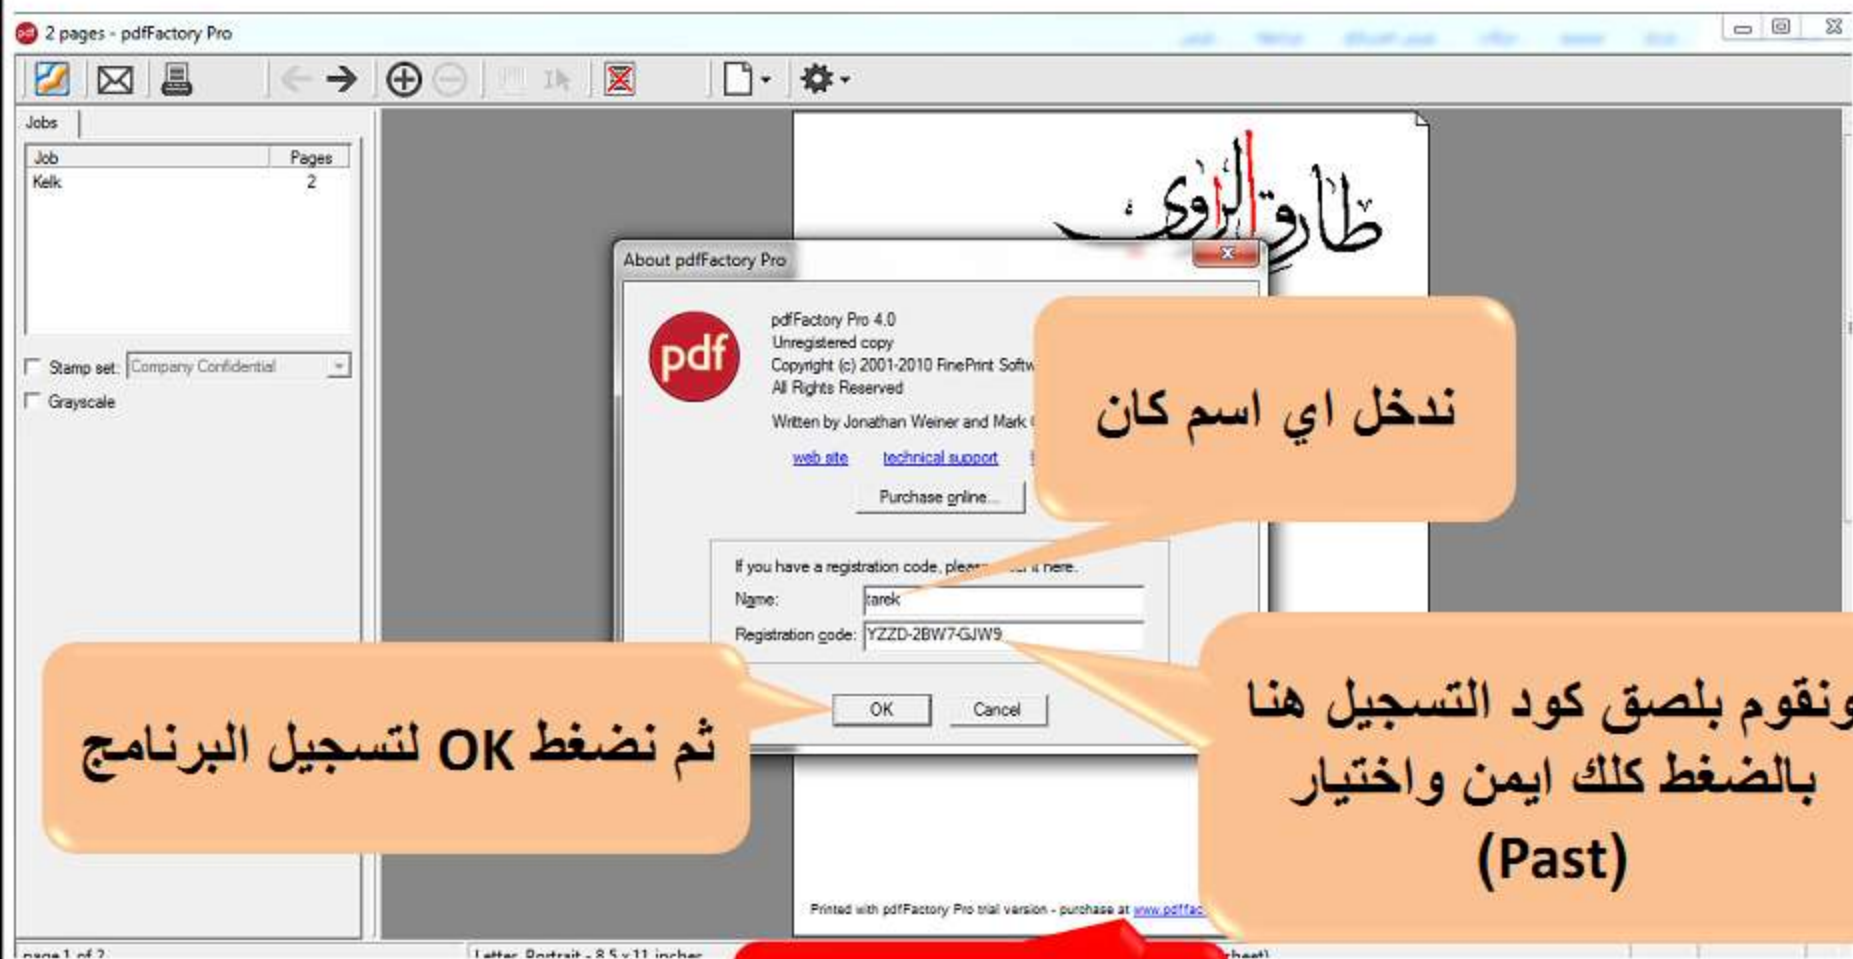 2 pages - pdfFactory Pro
Jobs
Job Pages
Kelk 2
Stamp set: Company Confidential
Grayscale
طارق الراوي
About pdfFactory Pro
pdf
pdfFactory Pro 4.0
Unregistered copy
Copyright (c) 2001-2010 FinePrint
All Rights Reserved
Written by Jonathan Weiner and Mark
web site technical support
Purchase online...
ندخل اي اسم كان
If you have a registration code, here.
Name: tarek
Registration code: YZZD-2BW7-GJW9
OK Cancel
ثم نضغط OK لتسجيل البرنامج
ونقوم بلصق كود التسجيل هنا
بالضغط كلك ايمن واختيار
(Past)
Printed with pdfFactory Pro trial version - purchase at
page 1 of 2
Letter, Portrait - 8.5 x 11 inches